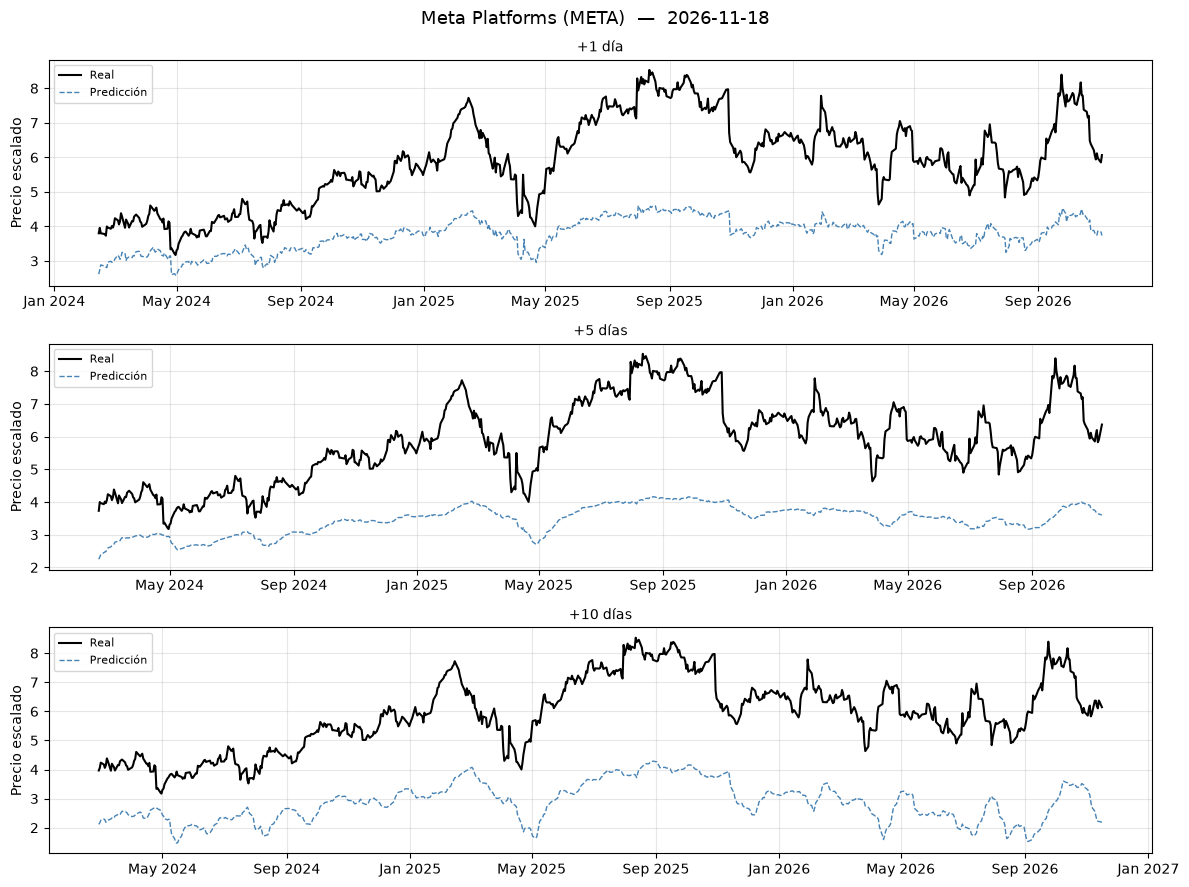 Meta Platforms (META) — 2026-11-18
+1 día
Real
Predicción
Precio escalado
8
7
6
5
4
3
Jan 2024 May 2024 Sep 2024 Jan 2025 May 2025 Sep 2025 Jan 2026 May 2026 Sep 2026
+5 días
Real
Predicción
Precio escalado
8
7
6
5
4
3
2
May 2024 Sep 2024 Jan 2025 May 2025 Sep 2025 Jan 2026 May 2026 Sep 2026
+10 días
Real
Predicción
Precio escalado
8
7
6
5
4
3
2
May 2024 Sep 2024 Jan 2025 May 2025 Sep 2025 Jan 2026 May 2026 Sep 2026 Jan 2027